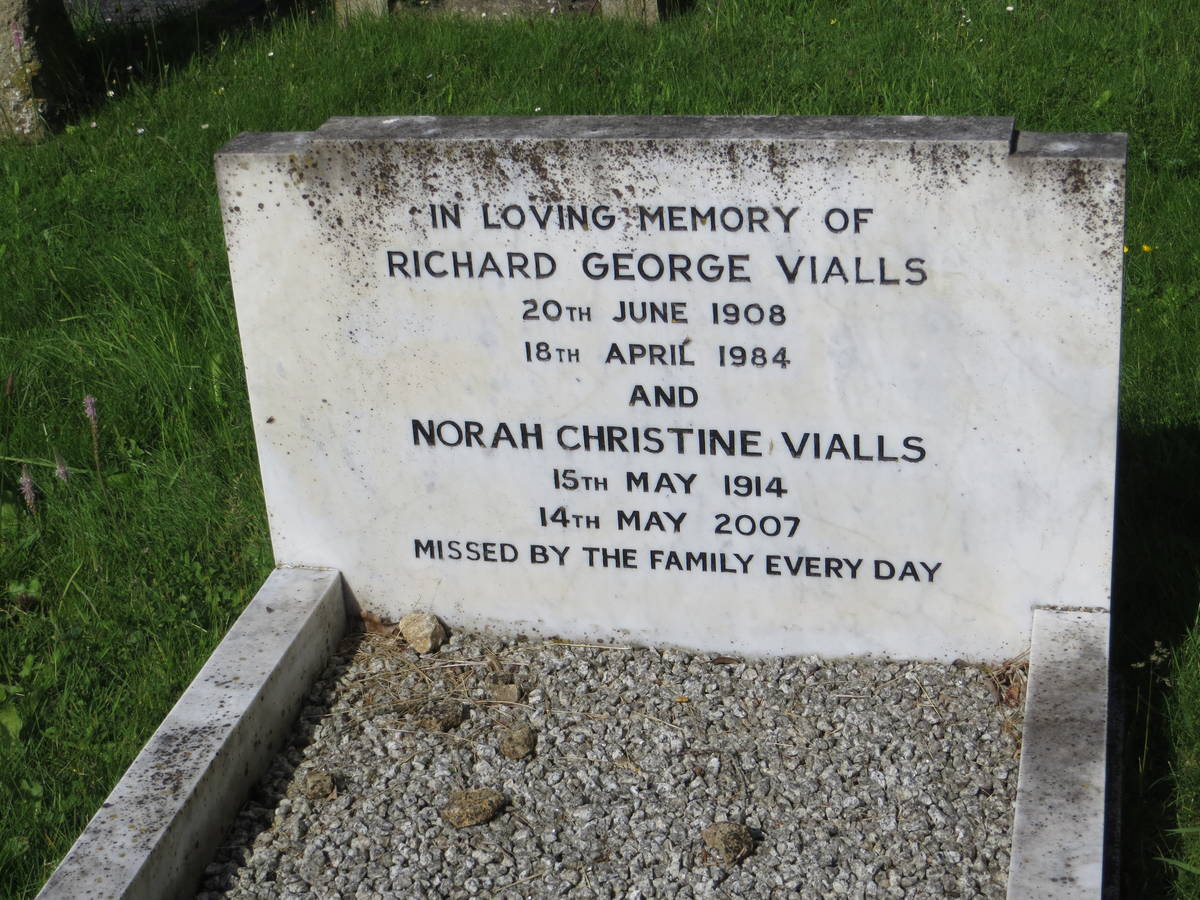 IN LOVING MEMORY OF
RICHARD GEORGE VIALLS
20TH JUNE 1908
18TH APRIL 1984
AND
NORAH CHRISTINE VIALLS
15TH MAY 1914
14TH MAY 2007
MISSED BY THE FAMILY EVERY DAY